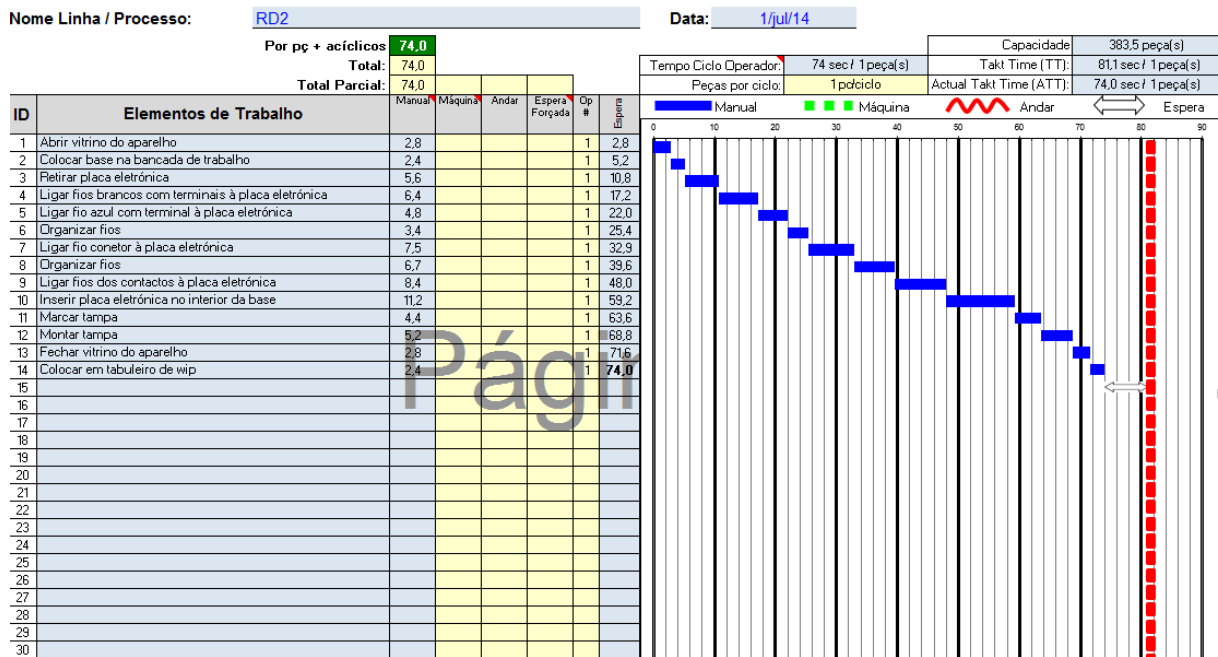 Nome Linha / Processo: RD2 Data: 1/jul/14
Por pç + acíclicos 74,0 Capacidade 383,5 peça(s)
Total: 74,0 Tempo Ciclo Operador: 74 sec / 1 peça(s) Takt Time (TT): 81,1 sec / 1 peça(s)
Total Parcial: 74,0 Peças por ciclo: 1 pc/ciclo Actual Takt Time (ATT): 74,0 sec / 1 peça(s)
ID Elementos de Trabalho Manual Máquina Andar Espera Forçada Op # Espera Manual Máquina Andar Espera
0 10 20 30 40 50 60 70 80 90
1 Abrir vitrino do aparelho 2,8 1 2,8
2 Colocar base na bancada de trabalho 2,4 1 5,2
3 Retirar placa eletrónica 5,6 1 10,8
4 Ligar fios brancos com terminais à placa eletrónica 6,4 1 17,2
5 Ligar fio azul com terminal à placa eletrónica 4,8 1 22,0
6 Organizar fios 3,4 1 25,4
7 Ligar fio conetor à placa eletrónica 7,5 1 32,9
8 Organizar fios 6,7 1 39,6
9 Ligar fios dos contactos à placa eletrónica 8,4 1 48,0
10 Inserir placa eletrónica no interior da base 11,2 1 59,2
11 Marcar tampa 4,4 1 63,6
12 Montar tampa 5,2 1 68,8
13 Fechar vitrino do aparelho 2,8 1 71,6
14 Colocar em tabuleiro de wip 2,4 1 74,0
15
16
17
18
19
20
21
22
23
24
25
26
27
28
29
30